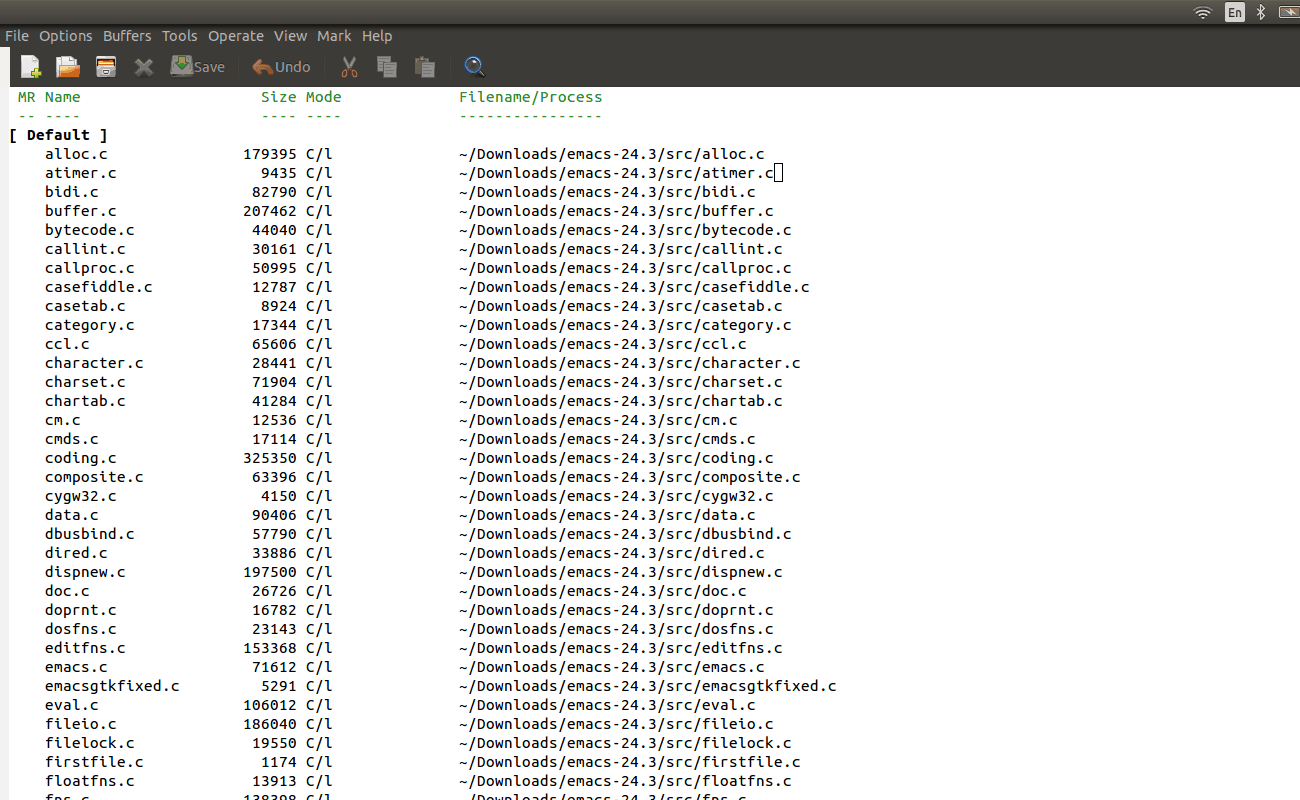 En
File Options Buffers Tools Operate View Mark Help
Save Undo
MR Name Size Mode Filename/Process
-- ---- ---- ---- ----------------
[ Default ]
alloc.c 179395 C/l ~/Downloads/emacs-24.3/src/alloc.c
atimer.c 9435 C/l ~/Downloads/emacs-24.3/src/atimer.c
bidi.c 82790 C/l ~/Downloads/emacs-24.3/src/bidi.c
buffer.c 207462 C/l ~/Downloads/emacs-24.3/src/buffer.c
bytecode.c 44040 C/l ~/Downloads/emacs-24.3/src/bytecode.c
callint.c 30161 C/l ~/Downloads/emacs-24.3/src/callint.c
callproc.c 50995 C/l ~/Downloads/emacs-24.3/src/callproc.c
casefiddle.c 12787 C/l ~/Downloads/emacs-24.3/src/casefiddle.c
casetab.c 8924 C/l ~/Downloads/emacs-24.3/src/casetab.c
category.c 17344 C/l ~/Downloads/emacs-24.3/src/category.c
ccl.c 65606 C/l ~/Downloads/emacs-24.3/src/ccl.c
character.c 28441 C/l ~/Downloads/emacs-24.3/src/character.c
charset.c 71904 C/l ~/Downloads/emacs-24.3/src/charset.c
chartab.c 41284 C/l ~/Downloads/emacs-24.3/src/chartab.c
cm.c 12536 C/l ~/Downloads/emacs-24.3/src/cm.c
cmds.c 17114 C/l ~/Downloads/emacs-24.3/src/cmds.c
coding.c 325350 C/l ~/Downloads/emacs-24.3/src/coding.c
composite.c 63396 C/l ~/Downloads/emacs-24.3/src/composite.c
cygw32.c 4150 C/l ~/Downloads/emacs-24.3/src/cygw32.c
data.c 90406 C/l ~/Downloads/emacs-24.3/src/data.c
dbusbind.c 57790 C/l ~/Downloads/emacs-24.3/src/dbusbind.c
dired.c 33886 C/l ~/Downloads/emacs-24.3/src/dired.c
dispnew.c 197500 C/l ~/Downloads/emacs-24.3/src/dispnew.c
doc.c 26726 C/l ~/Downloads/emacs-24.3/src/doc.c
doprnt.c 16782 C/l ~/Downloads/emacs-24.3/src/doprnt.c
dosfns.c 23143 C/l ~/Downloads/emacs-24.3/src/dosfns.c
editfns.c 153368 C/l ~/Downloads/emacs-24.3/src/editfns.c
emacs.c 71612 C/l ~/Downloads/emacs-24.3/src/emacs.c
emacsgtkfixed.c 5291 C/l ~/Downloads/emacs-24.3/src/emacsgtkfixed.c
eval.c 106012 C/l ~/Downloads/emacs-24.3/src/eval.c
fileio.c 186040 C/l ~/Downloads/emacs-24.3/src/fileio.c
filelock.c 19550 C/l ~/Downloads/emacs-24.3/src/filelock.c
firstfile.c 1174 C/l ~/Downloads/emacs-24.3/src/firstfile.c
floatfns.c 13913 C/l ~/Downloads/emacs-24.3/src/floatfns.c
fns.c 138398 C/l ~/Downloads/emacs-24.3/src/fns.c